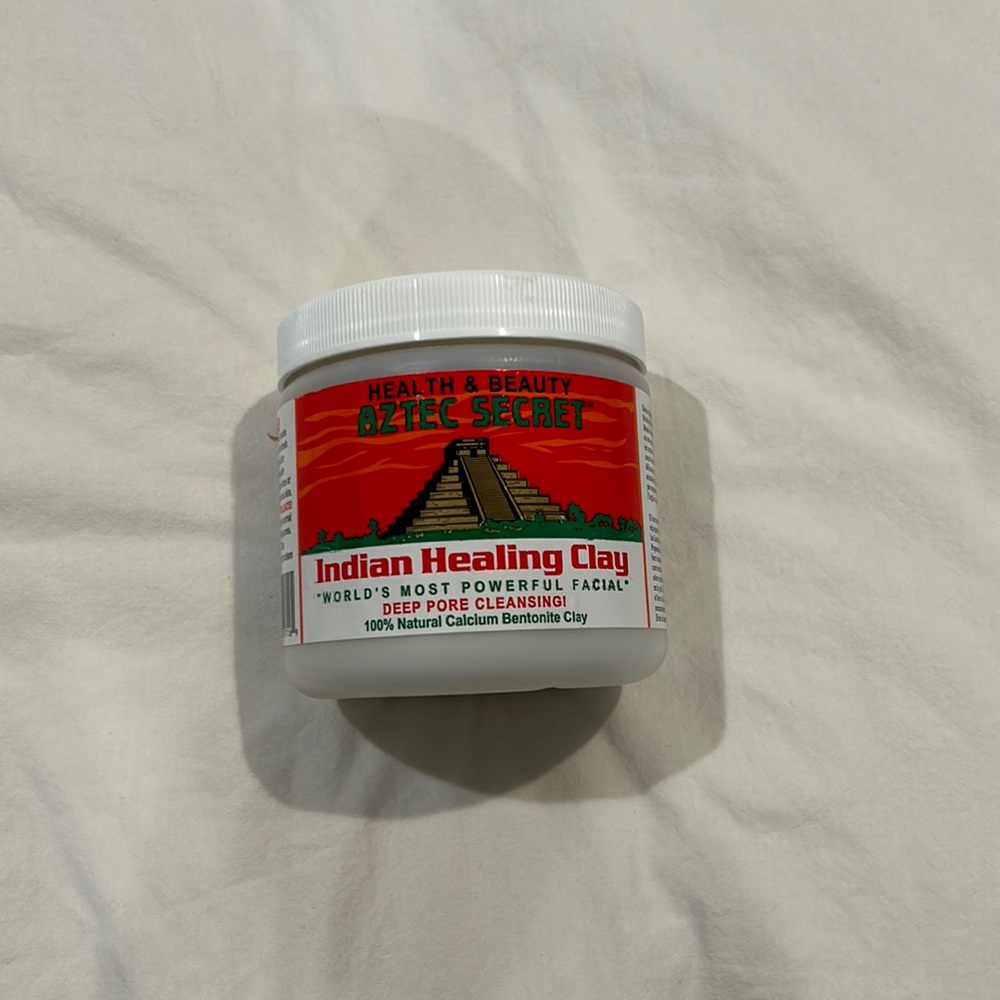 HEALTH & BEAUTY
AZTEC SECRET
Indian Healing Clay
"WORLD'S MOST POWERFUL FACIAL"
DEEP PORE CLEANSING!
100% Natural Calcium Bentonite Clay